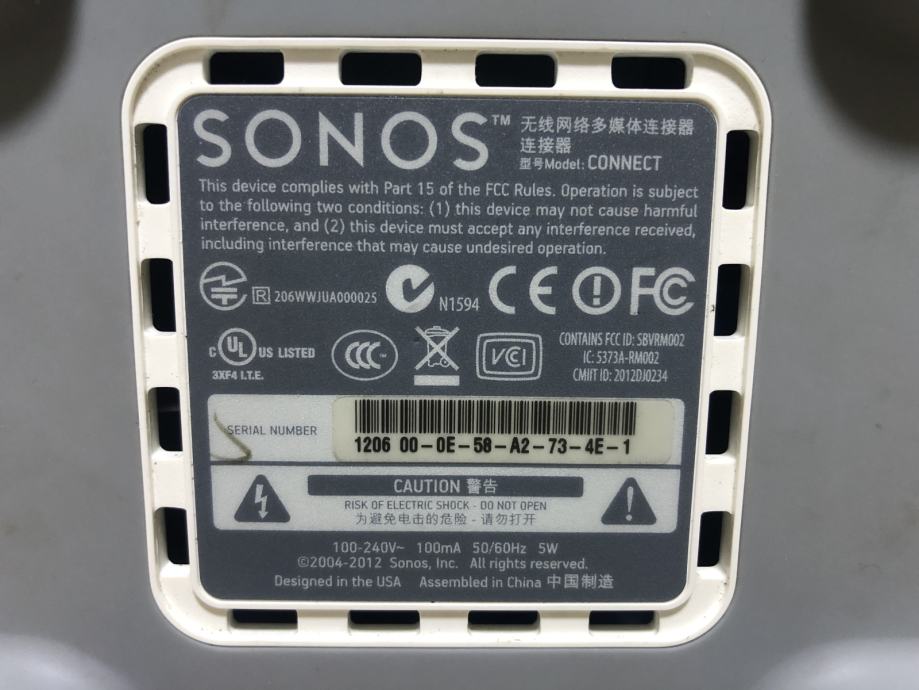 SONOS™ 无线网络多媒体连接器
连接器
型号Model: CONNECT
This device complies with Part 15 of the FCC Rules. Operation is subject
to the following two conditions: (1) this device may not cause harmful
interference, and (2) this device must accept any interference received,
including interference that may cause undesired operation.
R 206WWJUA000025 N1594 CE FC
C UL US LISTED
3XF4 I.T.E.
CCC
VCI
CONTAINS FCC ID: SBVRM002
IC: 5373A-RM002
CMIIT ID: 2012DJ0234
SERIAL NUMBER
1206 00-0E-58-A2-73-4E-1
CAUTION 警告
RISK OF ELECTRIC SHOCK - DO NOT OPEN
为避免电击的危险 - 请勿打开
100-240V~ 100mA 50/60Hz 5W
©2004-2012 Sonos, Inc. All rights reserved.
Designed in the USA Assembled in China 中国制造